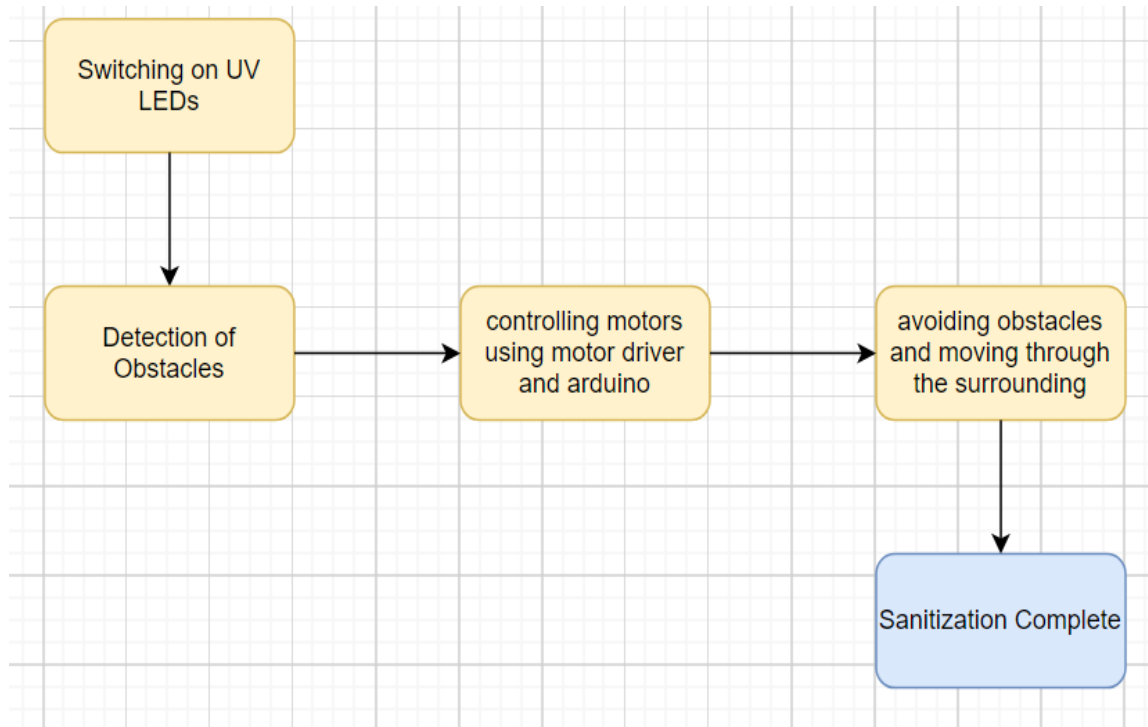 Switching on UV
LEDs
Detection of
Obstacles
controlling motors
using motor driver
and arduino
avoiding obstacles
and moving through
the surrounding
Sanitization Complete